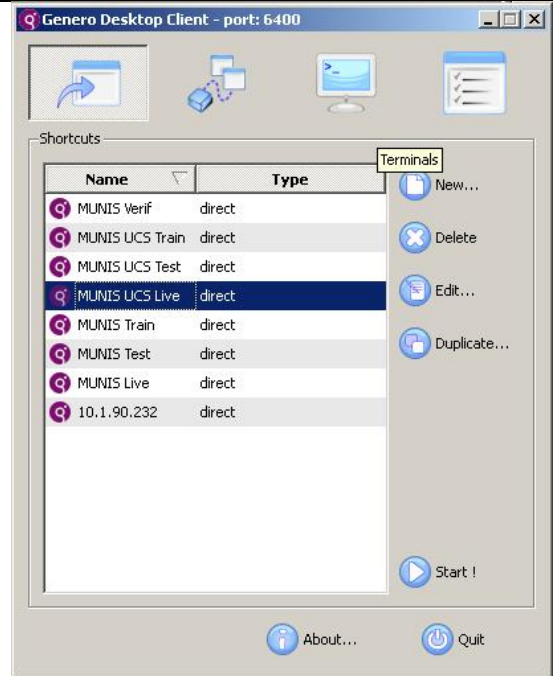 Genero Desktop Client - port: 6400
Shortcuts
Terminals
Name Type
MUNIS Verif direct
MUNIS UCS Train direct
MUNIS UCS Test direct
MUNIS UCS Live direct
MUNIS Train direct
MUNIS Test direct
MUNIS Live direct
10.1.90.232 direct
New...
Delete
Edit...
Duplicate...
Start !
About... Quit